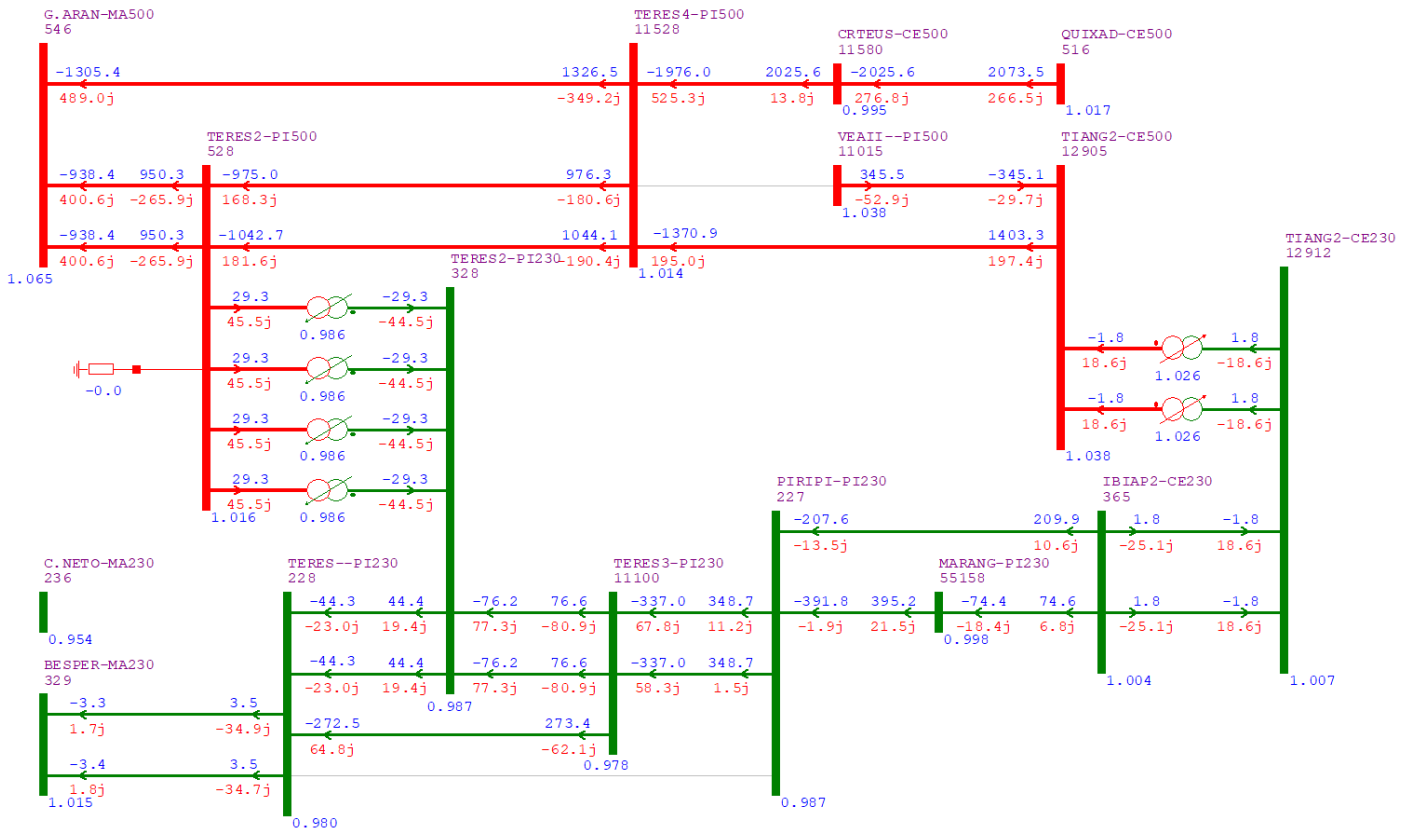 G.ARAN-MA500
546
TERES4-PI500
11528
CRTEUS-CE500
11580
QUIXAD-CE500
516
-1305.4 1326.5 -1976.0 2025.6 -2025.6 2073.5
489.0j -349.2j 525.3j 13.8j 276.8j 266.5j
0.995 1.017
TERES2-PI500
528
VEAII--PI500
11015
TIANG2-CE500
12905
-938.4 950.3 -975.0 976.3 345.5 -345.1
400.6j -265.9j 168.3j -180.6j -52.9j -29.7j
1.038
-938.4 950.3 -1042.7 1044.1 -1370.9 1403.3
400.6j -265.9j 181.6j -190.4j 195.0j 197.4j
TIANG2-CE230
12912
TERES2-PI230
328
1.065 1.014
29.3 -29.3
45.5j -44.5j
0.986
-1.8 1.8
18.6j -18.6j
1.026
29.3 -29.3
45.5j -44.5j
0.986
-0.0
-1.8 1.8
18.6j -18.6j
1.026
29.3 -29.3
45.5j -44.5j
0.986
1.038
29.3 -29.3
45.5j -44.5j
1.016 0.986
PIRIPI-PI230
227
IBIAP2-CE230
365
-207.6 209.9 1.8 -1.8
-13.5j 10.6j -25.1j 18.6j
C.NETO-MA230
236
TERES--PI230
228
TERES3-PI230
11100
MARANG-PI230
55158
-44.3 44.4 -76.2 76.6 -337.0 348.7 -391.8 395.2 -74.4 74.6 1.8 -1.8
-23.0j 19.4j 77.3j -80.9j 67.8j 11.2j -1.9j 21.5j -18.4j 6.8j -25.1j 18.6j
0.954 0.998
BESPER-MA230
329
-44.3 44.4 -76.2 76.6 -337.0 348.7
-23.0j 19.4j 77.3j -80.9j 58.3j 1.5j
1.004 1.007
-3.3 3.5 0.987
1.7j -34.9j
-272.5 273.4
64.8j -62.1j
0.978
-3.4 3.5
1.8j -34.7j
1.015 0.987
0.980